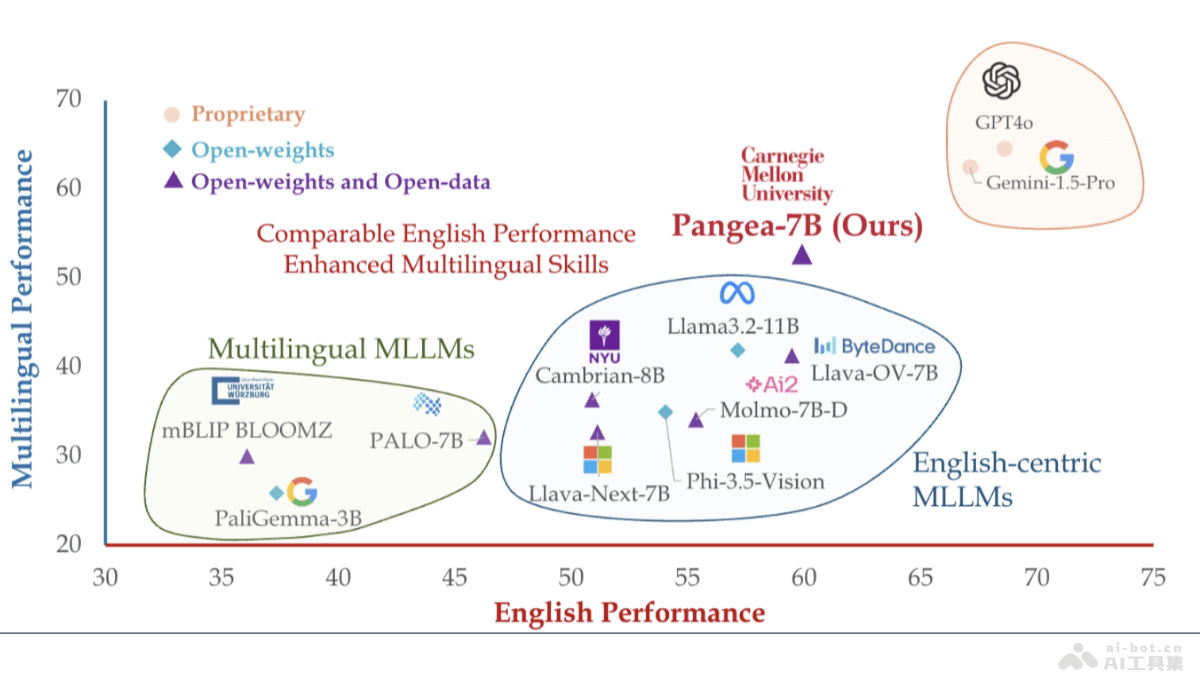 70
60
50
40
30
20
30
35
40
45
50
55
60
65
70
75
Multilingual Performance
English Performance
Proprietary
Open-weights
Open-weights and Open-data
Comparable English Performance
Enhanced Multilingual Skills
Carnegie
Mellon
University
Pangea-7B (Ours)
GPT4o
Gemini-1.5-Pro
Multilingual MLLMs
UNIVERSITÄT
WÜRZBURG
mBLIP BLOOMZ
PALO-7B
PaliGemma-3B
NYU
Cambrian-8B
Llama3.2-11B
ByteDance
Llava-OV-7B
Ai2
Molmo-7B-D
Phi-3.5-Vision
Llava-Next-7B
English-centric
MLLMs
ai-bot.cn
AI工具集